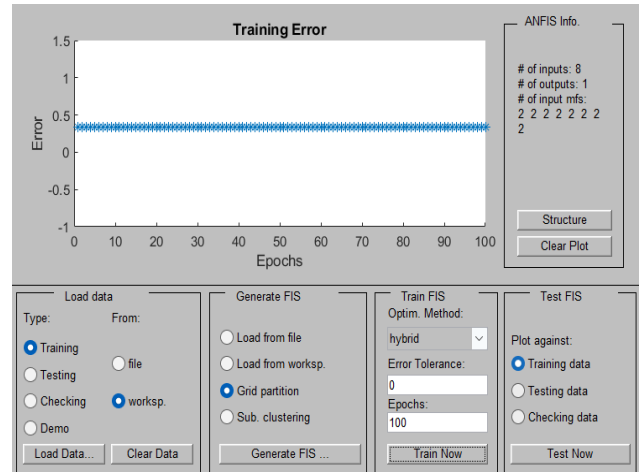 Training Error
1.5
1
0.5
0
-0.5
-1
Error
0 10 20 30 40 50 60 70 80 90 100
Epochs
ANFIS Info.
# of inputs: 8
# of outputs: 1
# of input mfs:
2 2 2 2 2 2 2
2
Structure
Clear Plot
Load data
Type:
From:
Training
Testing
Checking
Demo
file
worksp.
Load Data...
Clear Data
Generate FIS
Load from file
Load from worksp.
Grid partition
Sub. clustering
Generate FIS ...
Train FIS
Optim. Method:
hybrid
Error Tolerance:
0
Epochs:
100
Train Now
Test FIS
Plot against:
Training data
Testing data
Checking data
Test Now